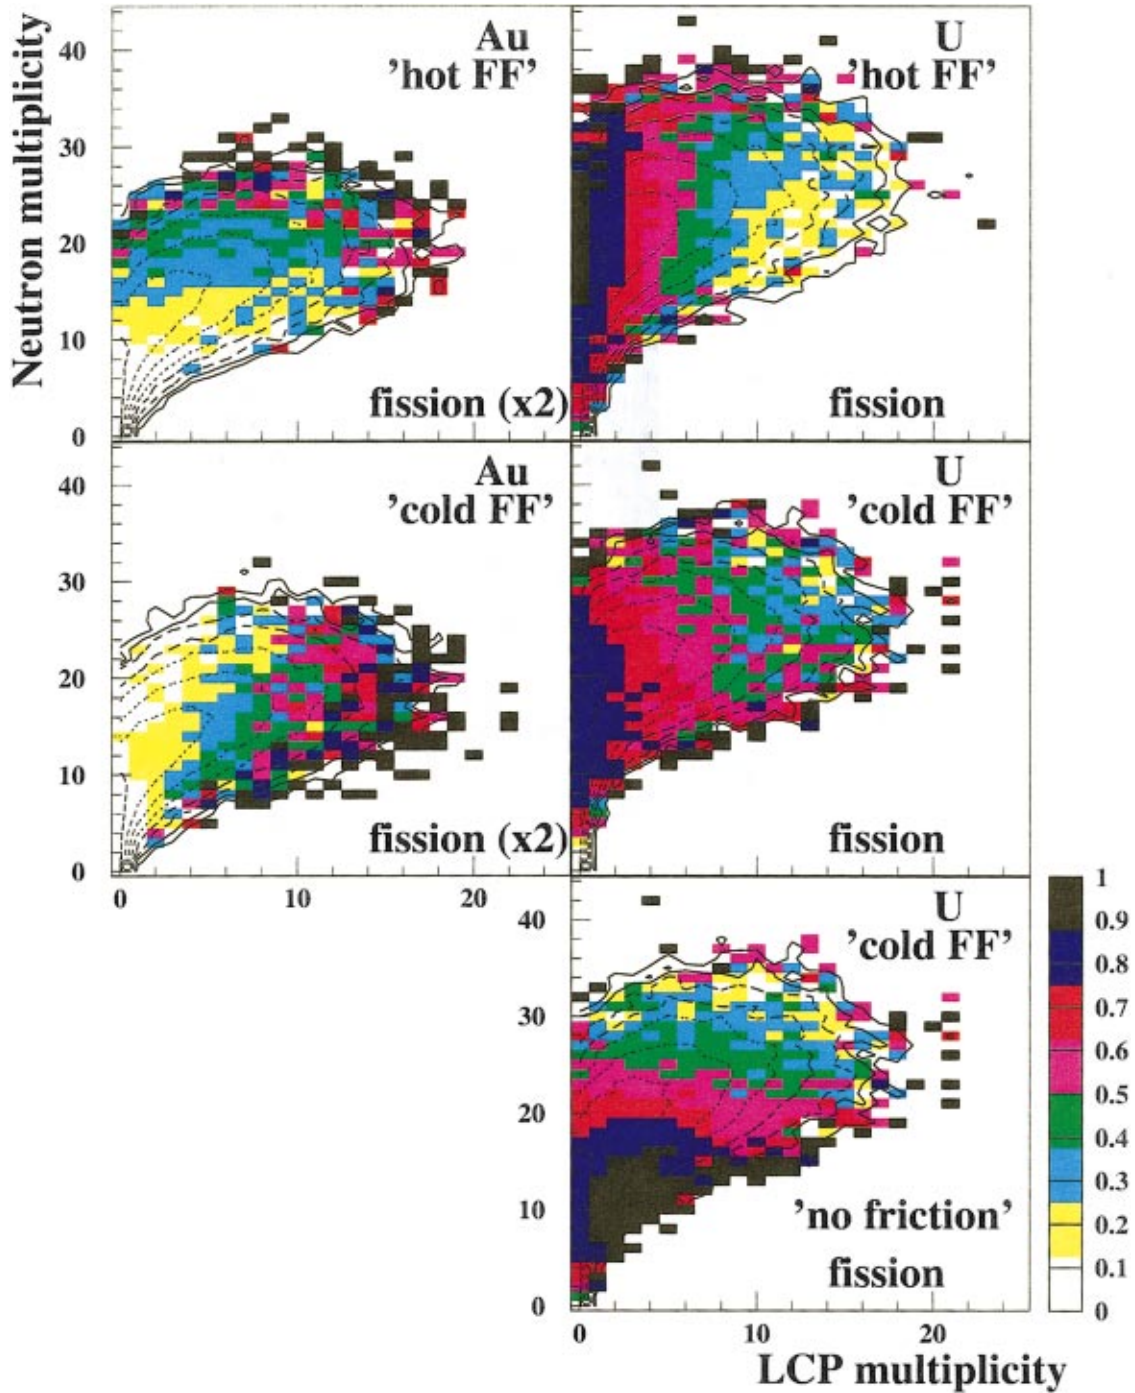 Neutron multiplicity
40
30
20
10
0
Au
'hot FF'
fission (x2)
U
'hot FF'
fission
40
30
20
10
0
Au
'cold FF'
fission (x2)
0
10
20
U
'cold FF'
fission
40
30
20
10
0
U
'cold FF'
'no friction'
fission
0
10
20
LCP multiplicity
1
0.9
0.8
0.7
0.6
0.5
0.4
0.3
0.2
0.1
0